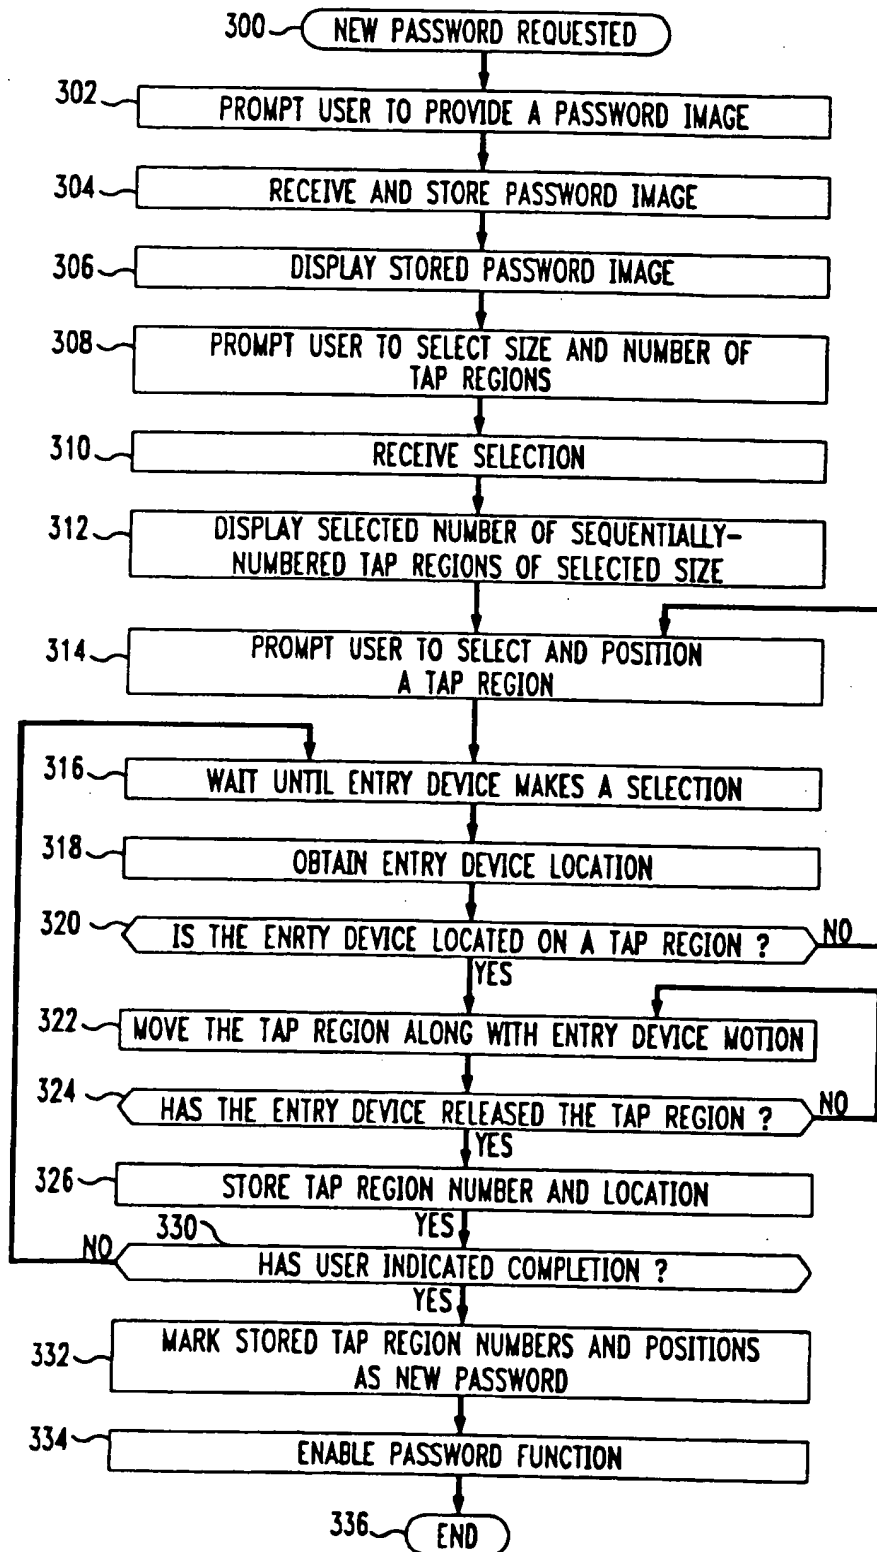 300 NEW PASSWORD REQUESTED
302 PROMPT USER TO PROVIDE A PASSWORD IMAGE
304 RECEIVE AND STORE PASSWORD IMAGE
306 DISPLAY STORED PASSWORD IMAGE
308 PROMPT USER TO SELECT SIZE AND NUMBER OF
TAP REGIONS
310 RECEIVE SELECTION
312 DISPLAY SELECTED NUMBER OF SEQUENTIALLY-
NUMBERED TAP REGIONS OF SELECTED SIZE
314 PROMPT USER TO SELECT AND POSITION
A TAP REGION
316 WAIT UNTIL ENTRY DEVICE MAKES A SELECTION
318 OBTAIN ENTRY DEVICE LOCATION
320 IS THE ENRTY DEVICE LOCATED ON A TAP REGION ? NO
YES
322 MOVE THE TAP REGION ALONG WITH ENTRY DEVICE MOTION
324 HAS THE ENTRY DEVICE RELEASED THE TAP REGION ? NO
YES
326 STORE TAP REGION NUMBER AND LOCATION
YES
330
NO HAS USER INDICATED COMPLETION ?
YES
332 MARK STORED TAP REGION NUMBERS AND POSITIONS
AS NEW PASSWORD
334 ENABLE PASSWORD FUNCTION
336 END